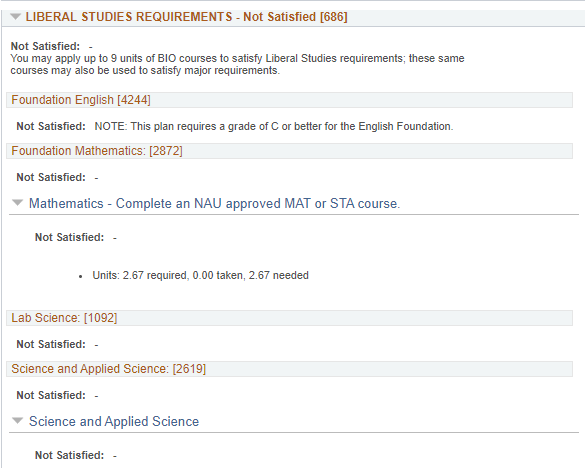 LIBERAL STUDIES REQUIREMENTS - Not Satisfied [686]
Not Satisfied: -
You may apply up to 9 units of BIO courses to satisfy Liberal Studies requirements; these same
courses may also be used to satisfy major requirements.
Foundation English [4244]
Not Satisfied: NOTE: This plan requires a grade of C or better for the English Foundation.
Foundation Mathematics: [2872]
Not Satisfied: -
Mathematics - Complete an NAU approved MAT or STA course.
Not Satisfied: -
• Units: 2.67 required, 0.00 taken, 2.67 needed
Lab Science: [1092]
Not Satisfied: -
Science and Applied Science: [2619]
Not Satisfied: -
Science and Applied Science
Not Satisfied: -